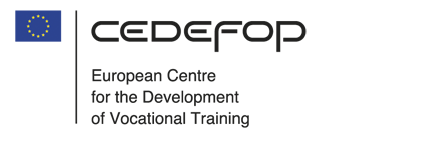 CEDEFOP
European Centre
for the Development
of Vocational Training